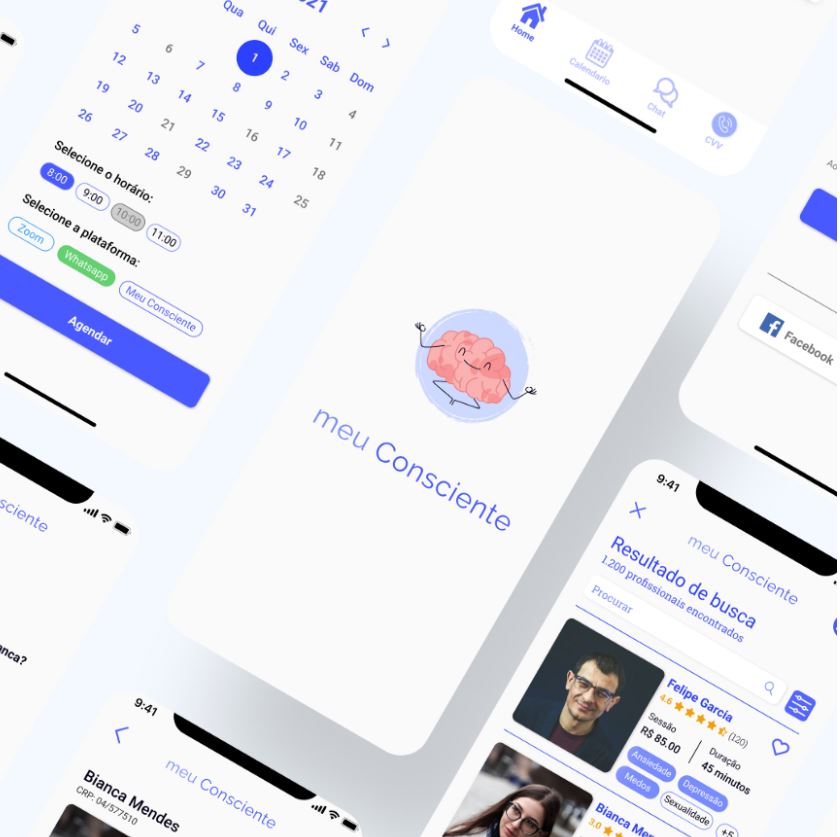 Qua Qui Sex Sab Dom
1 2 3 4
5 6 7 8 9 10 11
12 13 14 15 16 17 18
19 20 21 22 23 24 25
26 27 28 29 30 31
Selecione o horário:
8:00 9:00 10:00 11:00
Selecione a plataforma:
Zoom Whatsapp Meu Consciente
Agendar
Home Calendario Chat CVV
meu Consciente
Facebook
9:41
meu Consciente
Resultado de busca
1.200 profissionais encontrados
Procurar
Felipe Garcia
4.6 (120)
Sessão
R$ 85.00
Duração
45 minutos
Ansiedade Depressão
Medos Sexualidade +5
Bianca
3.0
9:41
meu Consciente
Bianca Mendes
CRP: 04/577510